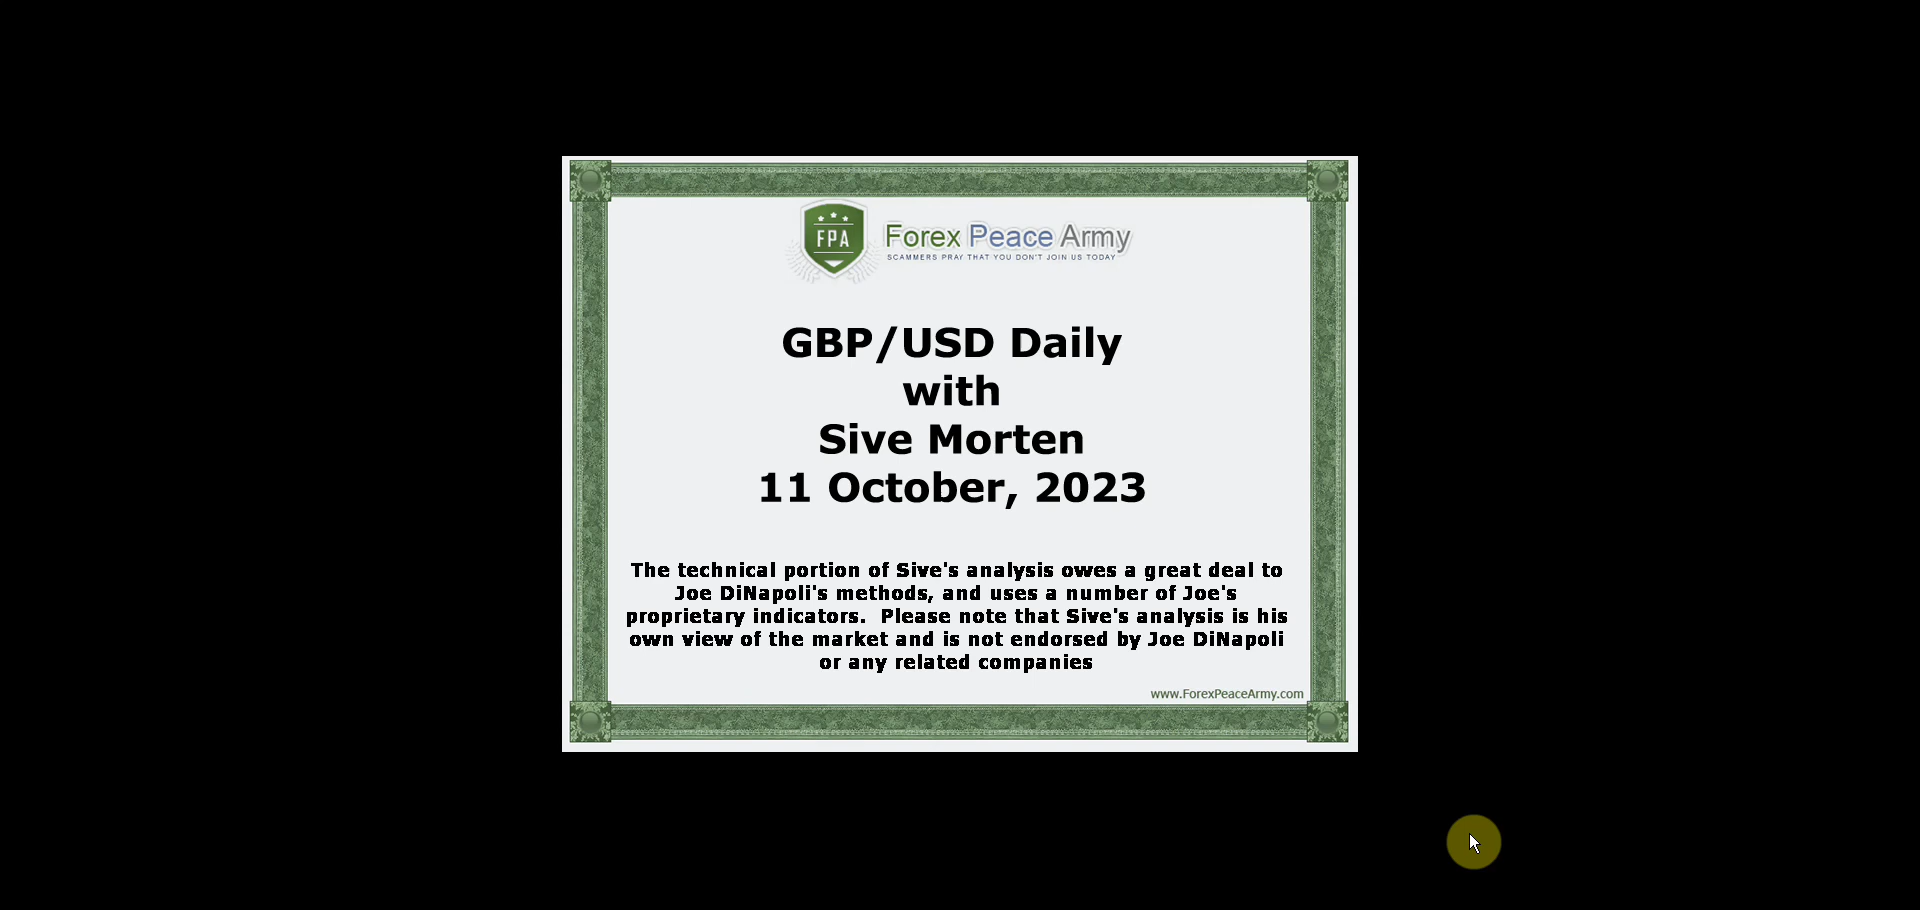 FPA
Forex Peace Army
SCAMMERS PRAY THAT YOU DON'T JOIN US TODAY
GBP/USD Daily
with
Sive Morten
11 October, 2023
The technical portion of Sive's analysis owes a great deal to
Joe DiNapoli's methods, and uses a number of Joe's
proprietary indicators.  Please note that Sive's analysis is his
own view of the market and is not endorsed by Joe DiNapoli
or any related companies
www.ForexPeaceArmy.com